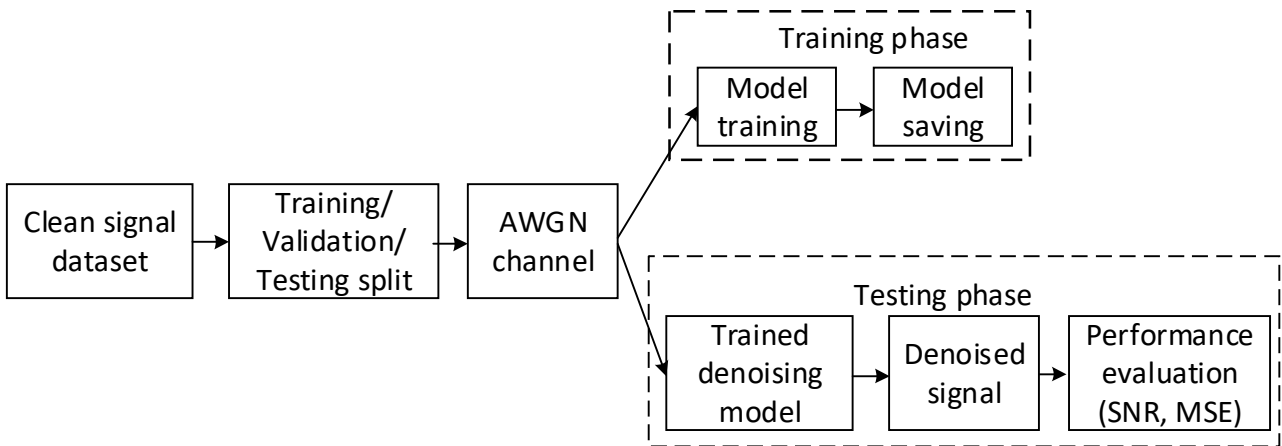 Training phase
Model
training
Model
saving
Clean signal
dataset
Training/
Validation/
Testing split
AWGN
channel
Testing phase
Trained
denoising
model
Denoised
signal
Performance
evaluation
(SNR, MSE)